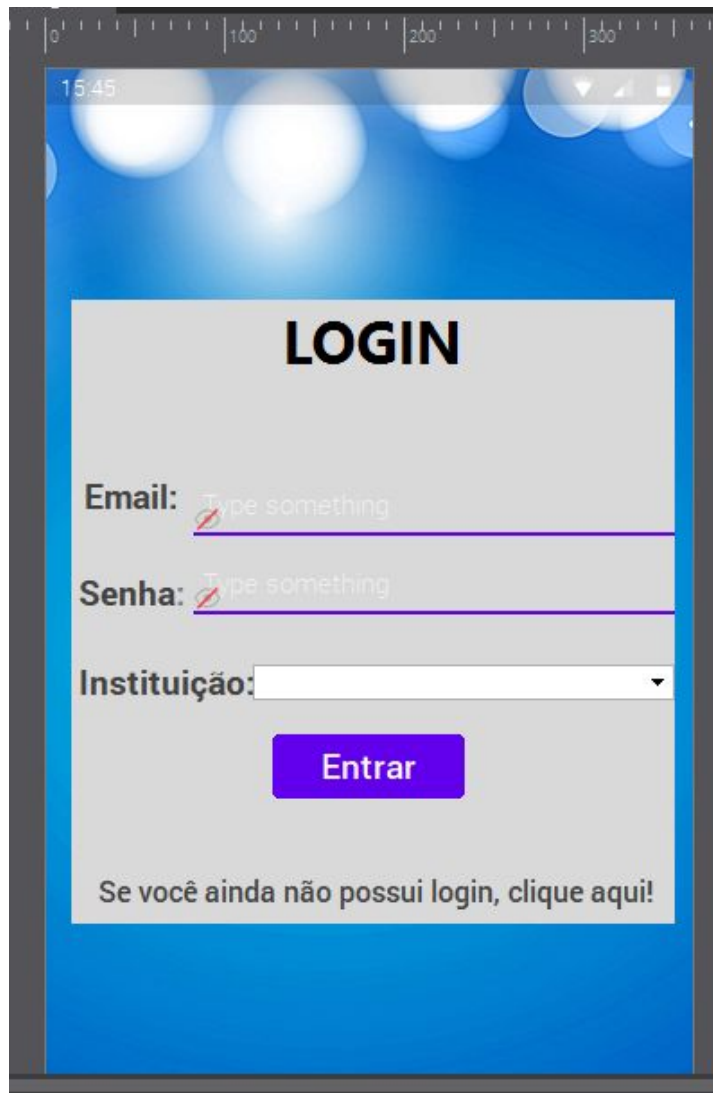 0 100 200 300
15:45
LOGIN
Email: Type something
Senha: Type something
Instituição:
Entrar
Se você ainda não possui login, clique aqui!